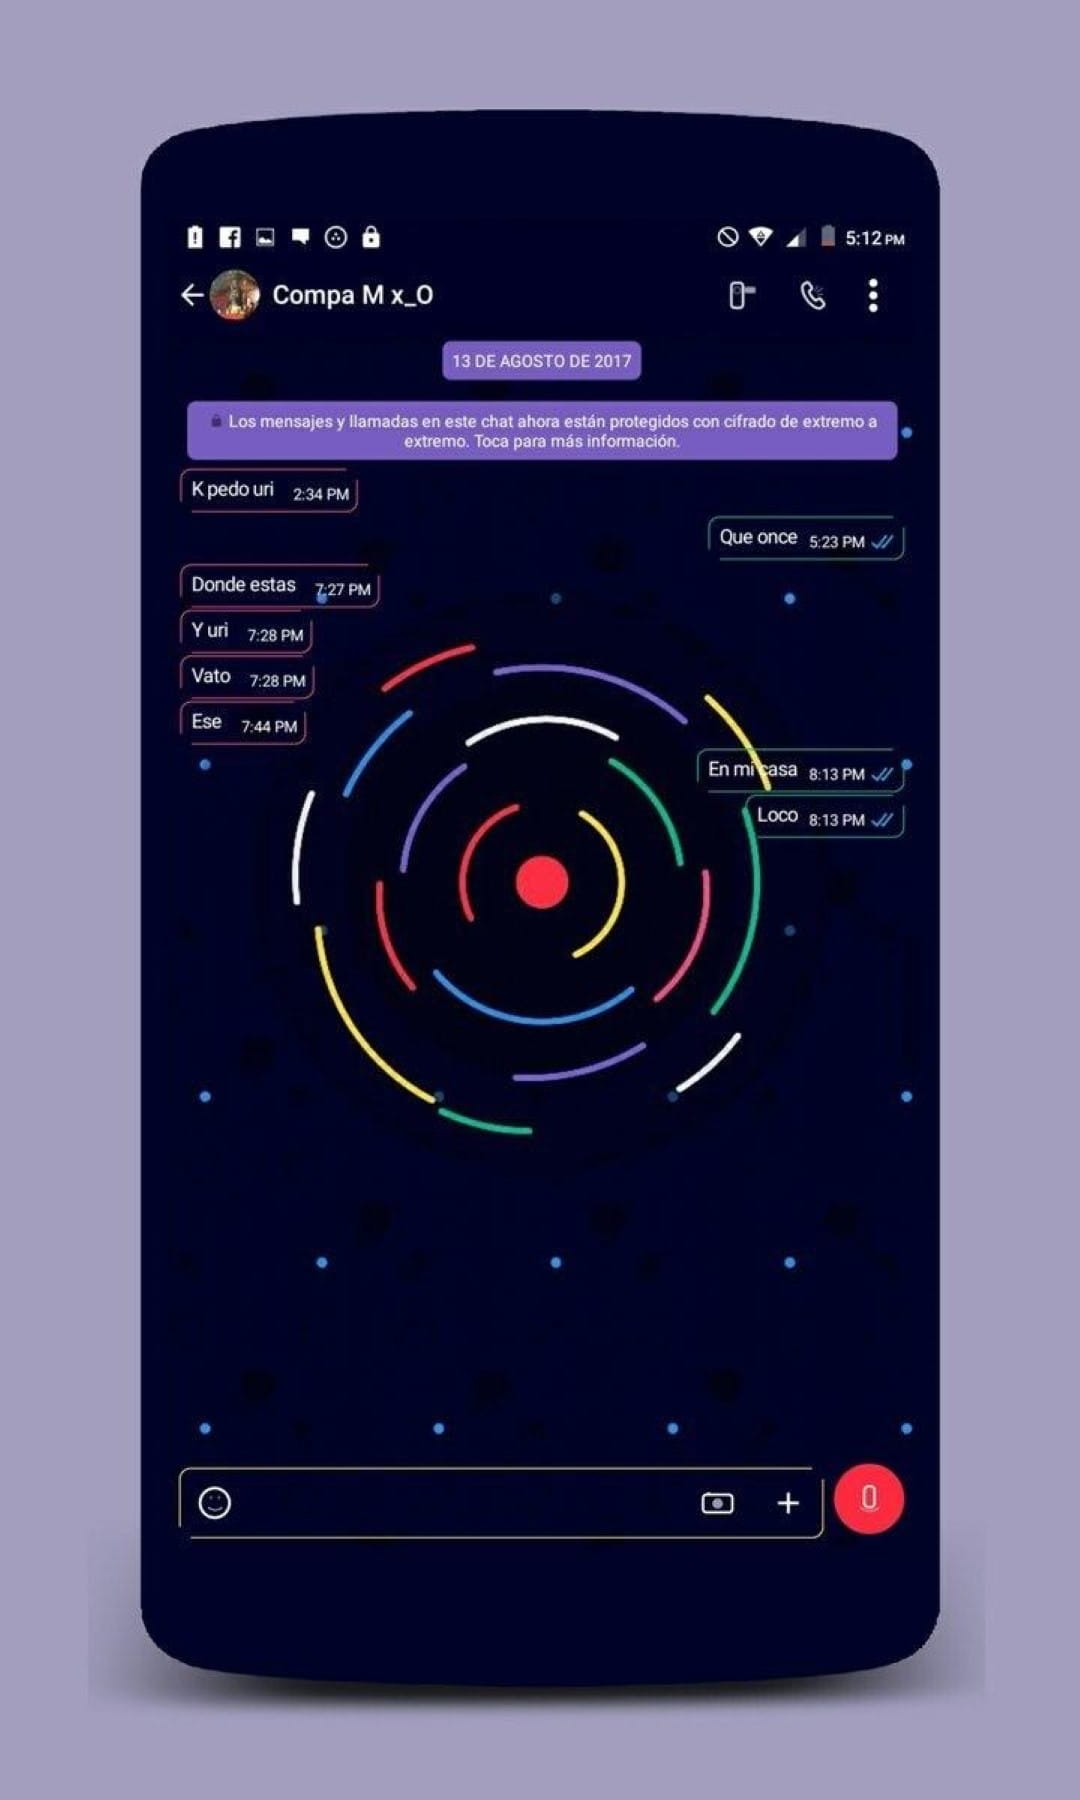 5:12 PM
Compa M x_O
13 DE AGOSTO DE 2017
Los mensajes y llamadas en este chat ahora están protegidos con cifrado de extremo a
extremo. Toca para más información.
K pedo uri 2:34 PM
Que once 5:23 PM
Donde estas 7:27 PM
Y uri 7:28 PM
Vato 7:28 PM
Ese 7:44 PM
En mi casa 8:13 PM
Loco 8:13 PM